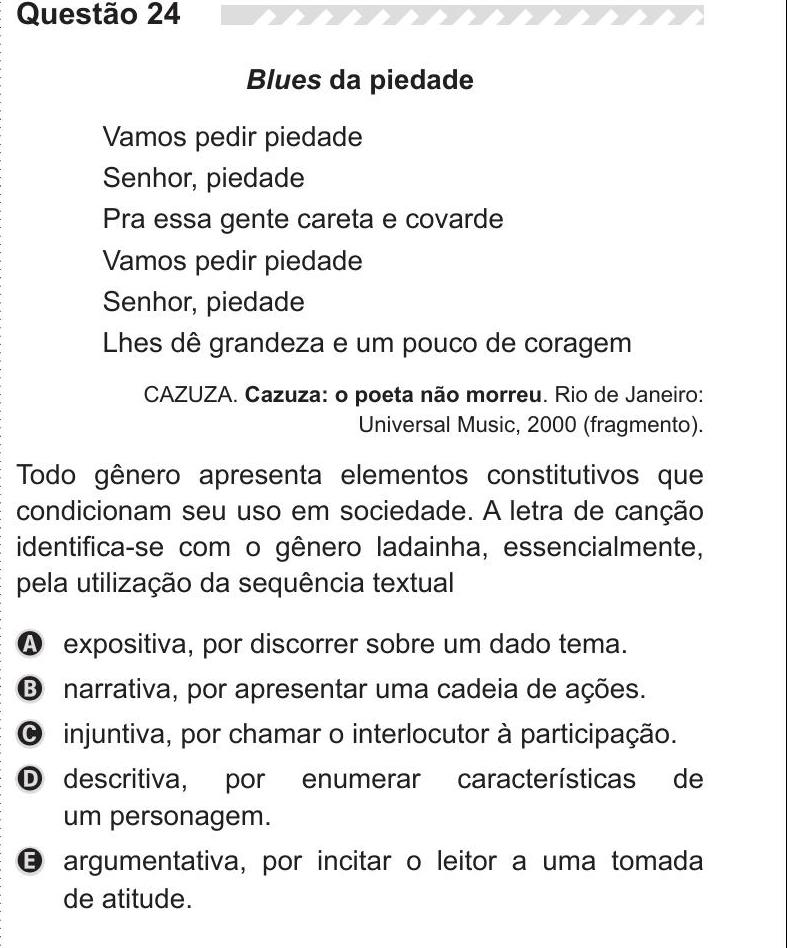 Questão 24
Blues da piedade
Vamos pedir piedade
Senhor, piedade
Pra essa gente careta e covarde
Vamos pedir piedade
Senhor, piedade
Lhes dê grandeza e um pouco de coragem
CAZUZA. Cazuza: o poeta não morreu. Rio de Janeiro:
Universal Music, 2000 (fragmento).
Todo gênero apresenta elementos constitutivos que
condicionam seu uso em sociedade. A letra de canção
identifica-se com o gênero ladainha, essencialmente,
pela utilização da sequência textual
A expositiva, por discorrer sobre um dado tema.
B narrativa, por apresentar uma cadeia de ações.
C injuntiva, por chamar o interlocutor à participação.
D descritiva, por enumerar características de
um personagem.
E argumentativa, por incitar o leitor a uma tomada
de atitude.